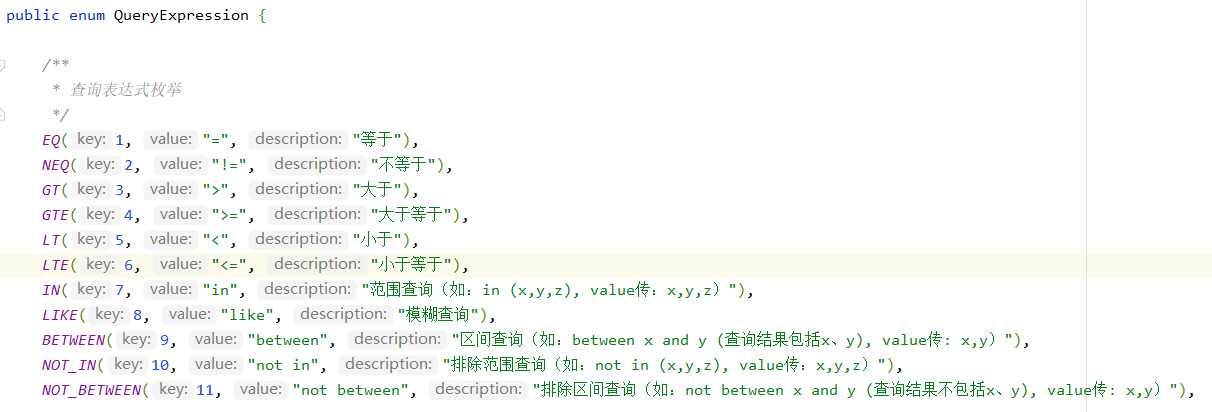 public enum QueryExpression {
/**
* 查询表达式枚举
*/
EQ( key: 1, value: "=", description: "等于"),
NEQ( key: 2, value: "!=", description: "不等于"),
GT( key: 3, value: ">", description: "大于"),
GTE( key: 4, value: ">=", description: "大于等于"),
LT( key: 5, value: "<", description: "小于"),
LTE( key: 6, value: "<=", description: "小于等于"),
IN( key: 7, value: "in", description: "范围查询（如：in (x,y,z), value传：x,y,z）"),
LIKE( key: 8, value: "like", description: "模糊查询"),
BETWEEN( key: 9, value: "between", description: "区间查询（如：between x and y (查询结果包括x、y), value传: x,y）"),
NOT_IN( key: 10, value: "not in", description: "排除范围查询（如：not in (x,y,z), value传：x,y,z）"),
NOT_BETWEEN( key: 11, value: "not between", description: "排除区间查询（如：not between x and y (查询结果不包括x、y), value传: x,y）"),